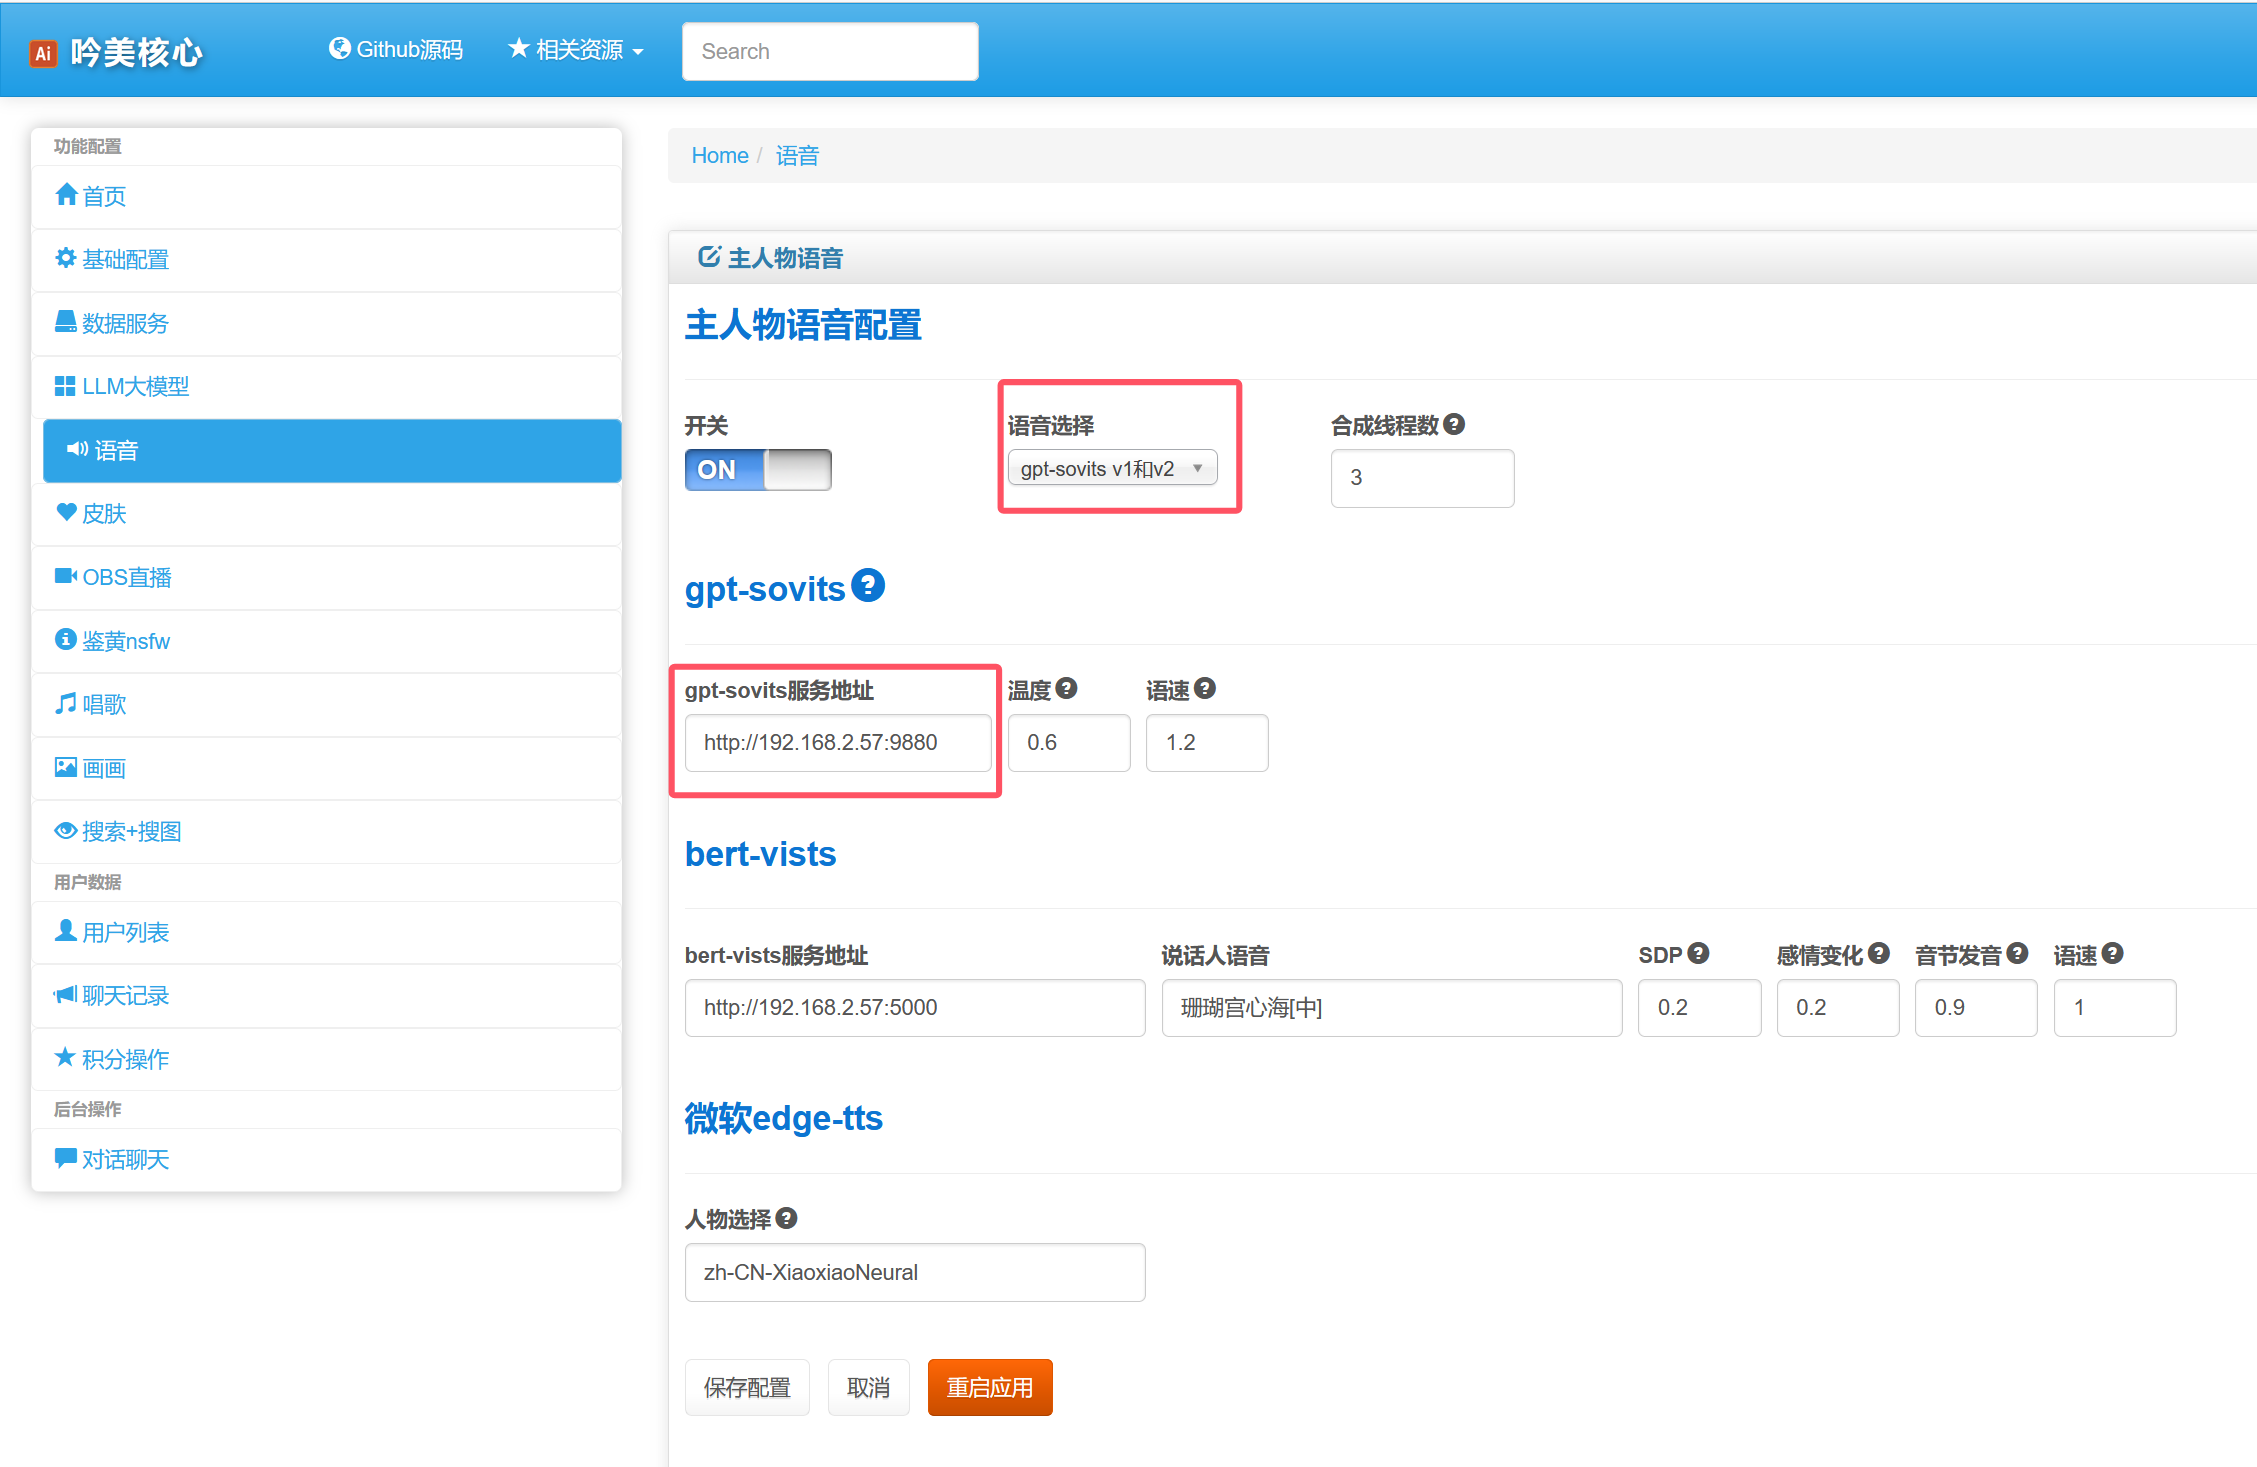 Ai 吟美核心
Github源码
相关资源
Search
功能配置
首页
基础配置
数据服务
LLM大模型
语音
皮肤
OBS直播
鉴黄nsfw
唱歌
画画
搜索+搜图
用户数据
用户列表
聊天记录
积分操作
后台操作
对话聊天
Home / 语音
主人物语音
主人物语音配置
开关
语音选择
合成线程数
ON
gpt-sovits v1和v2
3
gpt-sovits
gpt-sovits服务地址
温度
语速
http://192.168.2.57:9880
0.6
1.2
bert-vists
bert-vists服务地址
说话人语音
SDP
感情变化
音节发音
语速
http://192.168.2.57:5000
珊瑚宫心海[中]
0.2
0.2
0.9
1
微软edge-tts
人物选择
zh-CN-XiaoxiaoNeural
保存配置
取消
重启应用